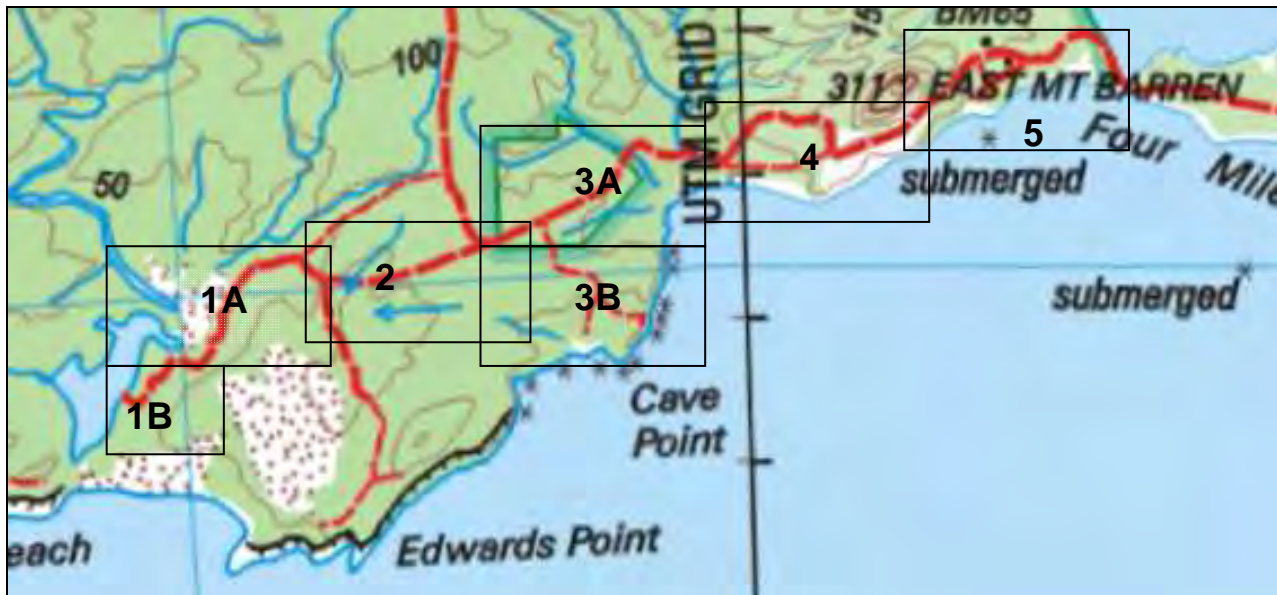 BM65
15
100
UTM GRID
311
EAST MT BARREN
5
Four Mile
4
submerged
50
3A
2
1A
3B
submerged
1B
Cave
Point
each
Edwards Point